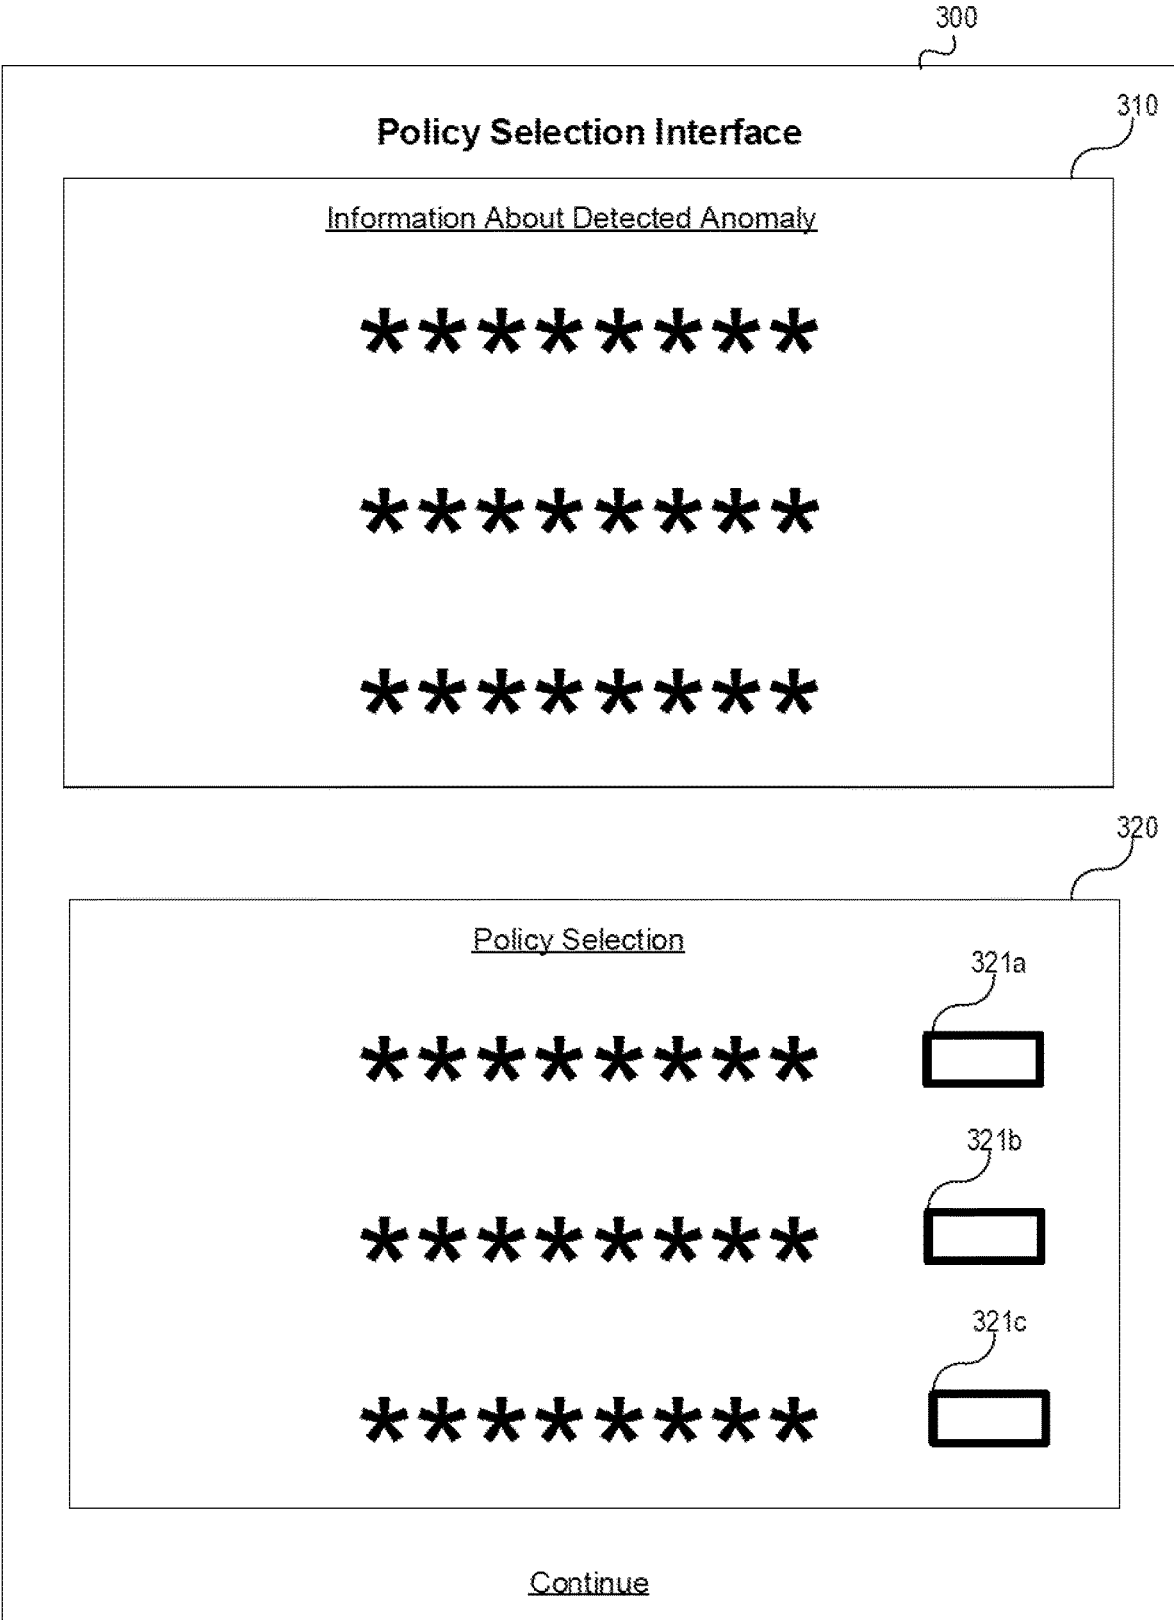 300
310
Policy Selection Interface
Information About Detected Anomaly
********
********
********
320
Policy Selection
321a
********
321b
********
321c
********
Continue